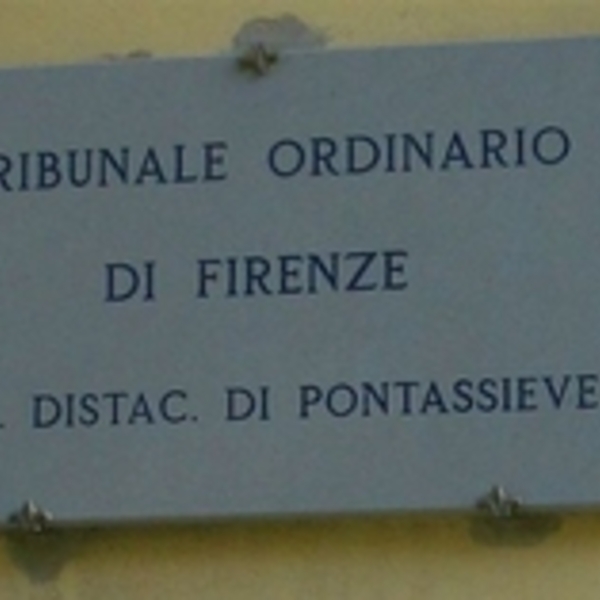 RIBUNALE ORDINARIO
DI FIRENZE
. DISTAC. DI PONTASSIEVE